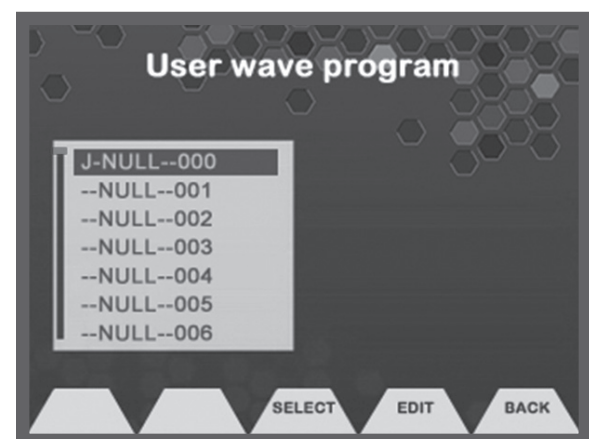 User wave program
J-NULL--000
--NULL--001
--NULL--002
--NULL--003
--NULL--004
--NULL--005
--NULL--006
SELECT EDIT BACK